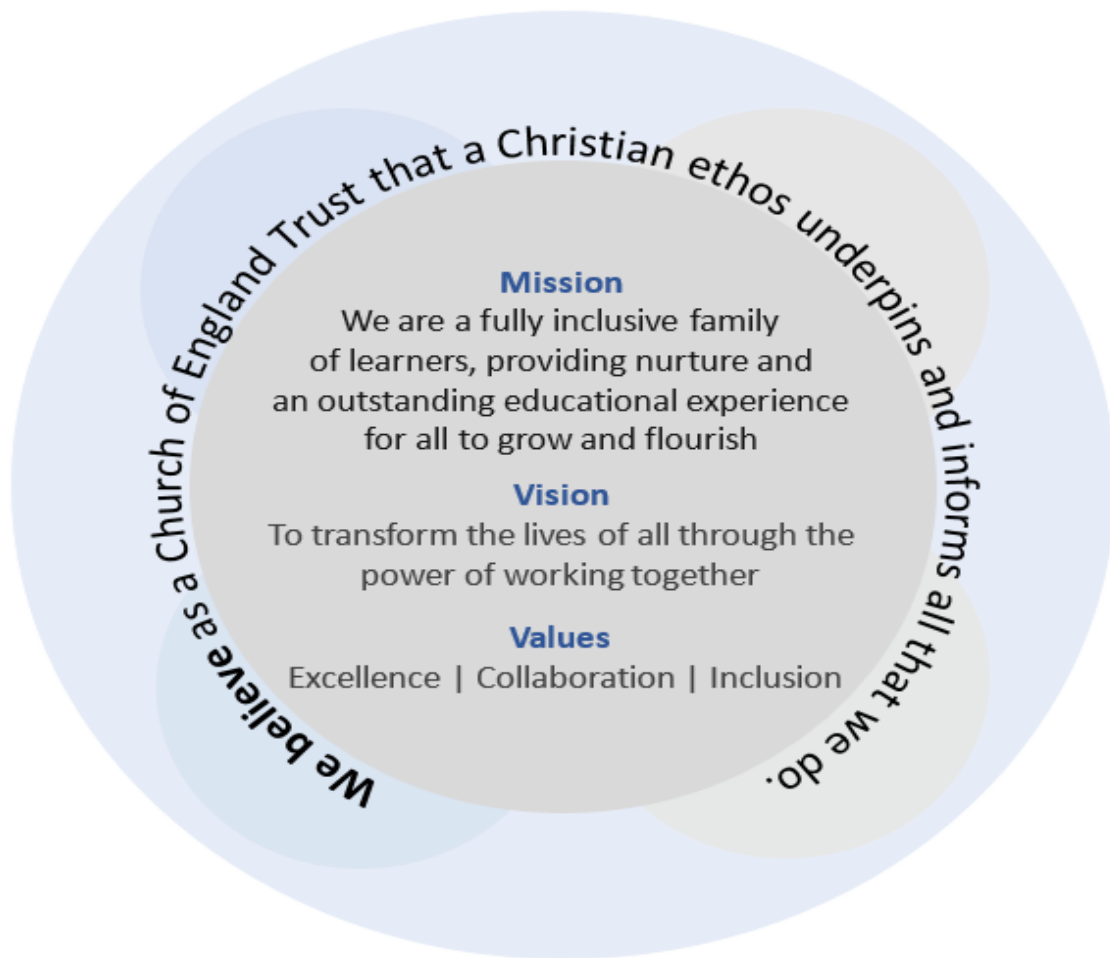 We believe as a Church of England Trust that a Christian ethos underpins and informs all that we do.
Mission
We are a fully inclusive family
of learners, providing nurture and
an outstanding educational experience
for all to grow and flourish
Vision
To transform the lives of all through the
power of working together
Values
Excellence | Collaboration | Inclusion